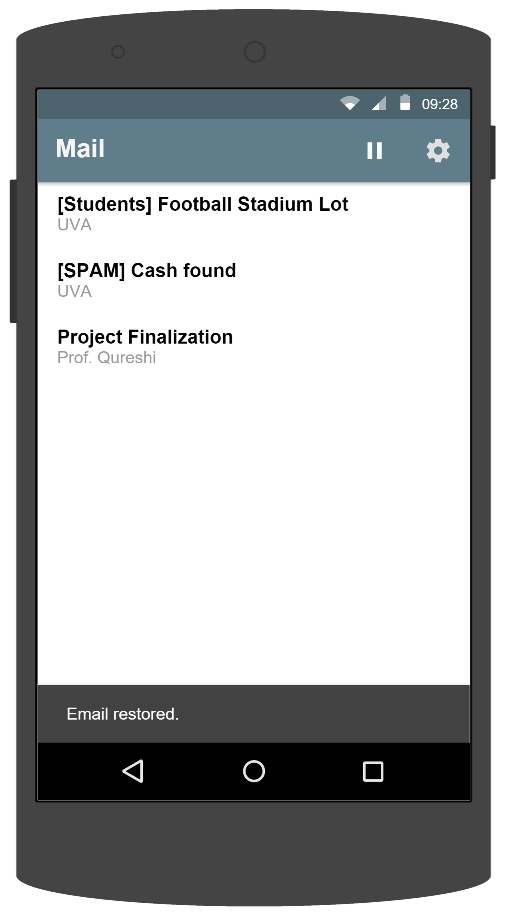 09:28
Mail
[Students] Football Stadium Lot
UVA
[SPAM] Cash found
UVA
Project Finalization
Prof. Qureshi
Email restored.